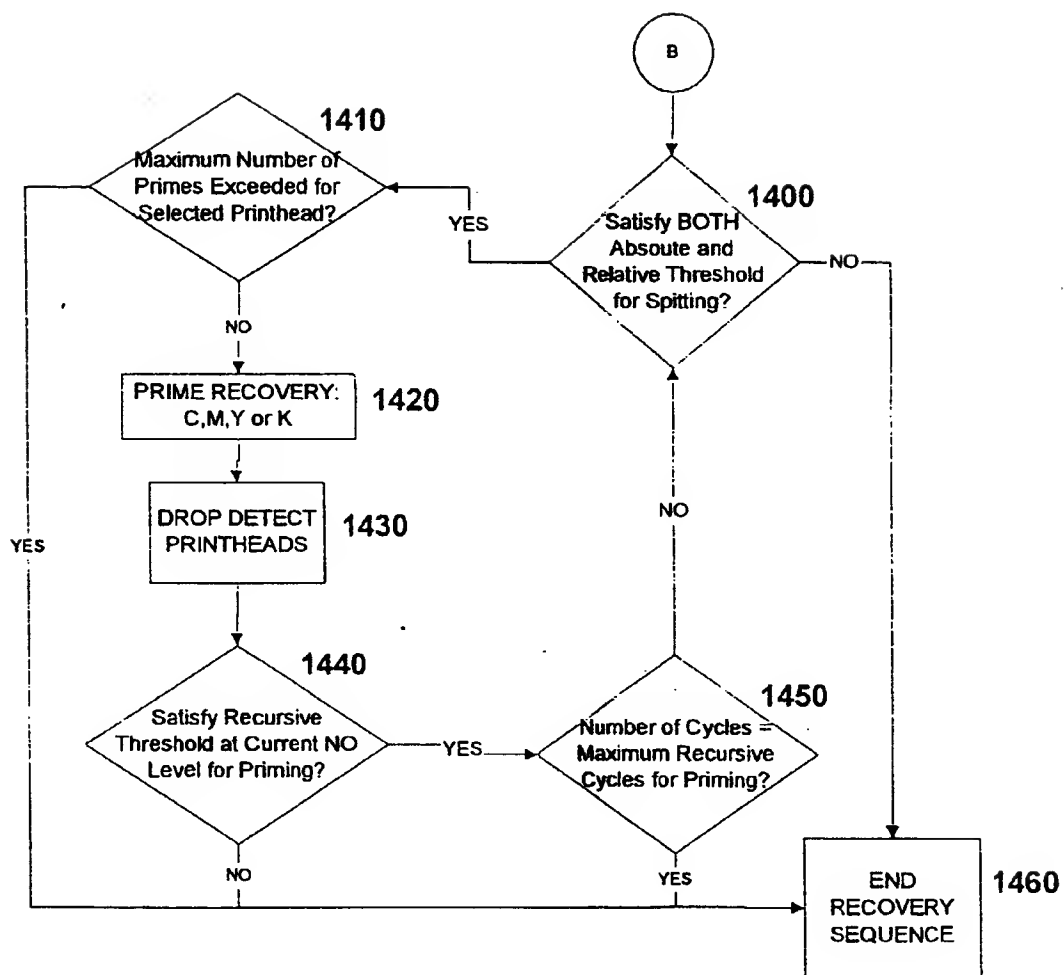 B
1400
Satisfy BOTH
Absoute and
Relative Threshold
for Spitting?
YES
NO
1410
Maximum Number of
Primes Exceeded for
Selected Printhead?
YES
NO
PRIME RECOVERY:
C,M,Y or K
1420
DROP DETECT
PRINTHEADS
1430
1440
Satisfy Recursive
Threshold at Current NO
Level for Priming?
YES
NO
1450
Number of Cycles =
Maximum Recursive
Cycles for Priming?
NO
YES
END
RECOVERY
SEQUENCE
1460